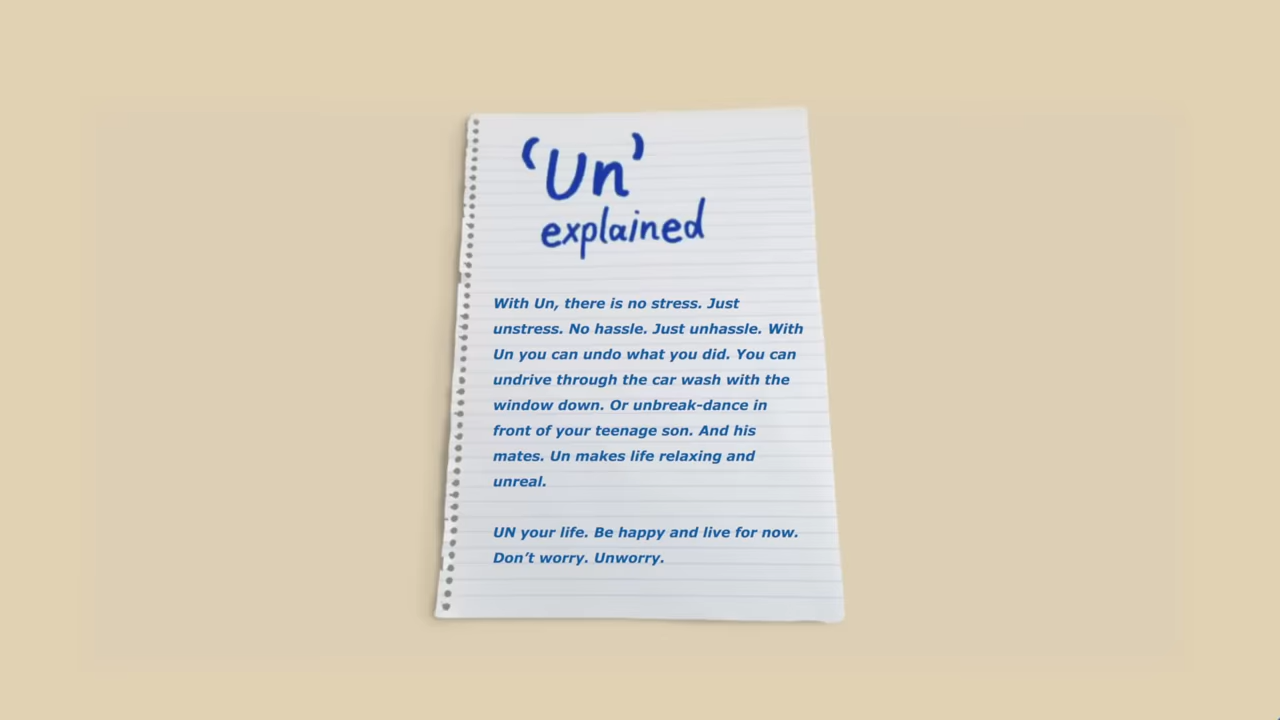 ‘Un’
explained
With Un, there is no stress. Just
unstress. No hassle. Just unhassle. With
Un you can undo what you did. You can
undrive through the car wash with the
window down. Or unbreak-dance in
front of your teenage son. And his
mates. Un makes life relaxing and
unreal.
UN your life. Be happy and live for now.
Don’t worry. Unworry.